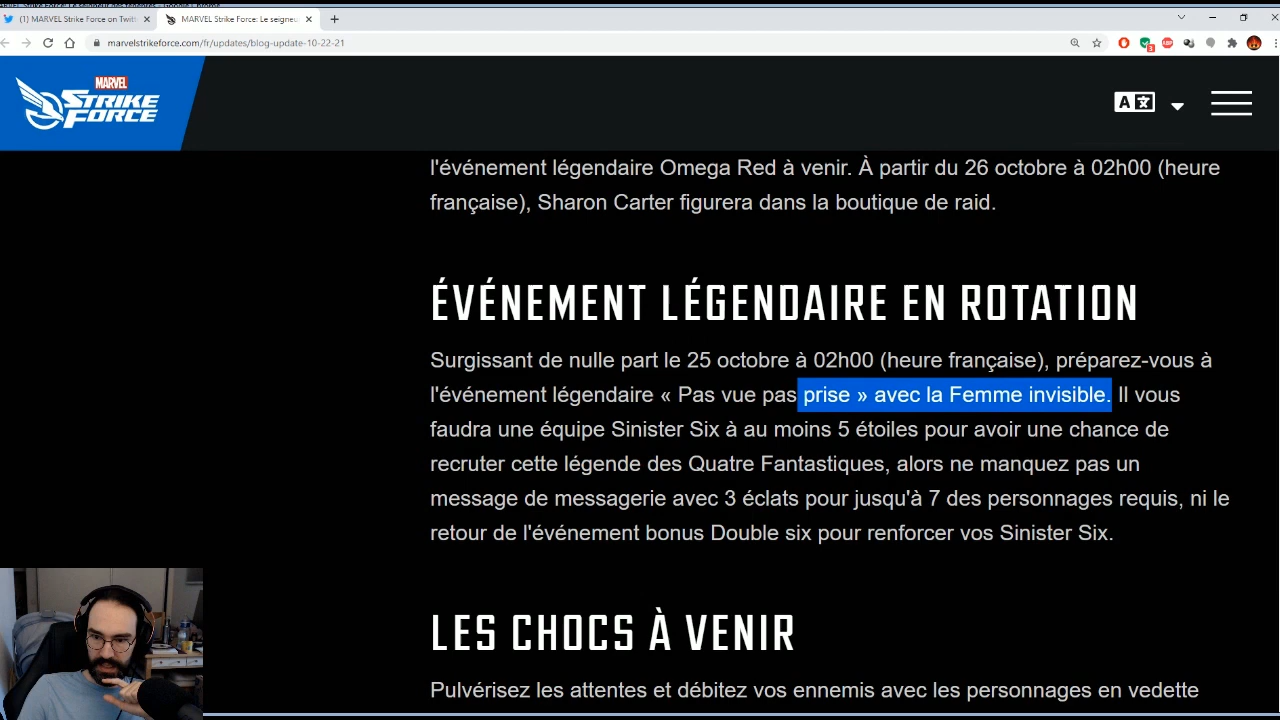 (1) MARVEL Strike Force on Twitt
MARVEL Strike Force: Le seigneu
marvelstrikeforce.com/fr/updates/blog-update-10-22-21
3
ABP
MARVEL
STRIKE
FORCE
A文
l'événement légendaire Omega Red à venir. À partir du 26 octobre à 02h00 (heure
française), Sharon Carter figurera dans la boutique de raid.
ÉVÉNEMENT LÉGENDAIRE EN ROTATION
Surgissant de nulle part le 25 octobre à 02h00 (heure française), préparez-vous à
l'événement légendaire « Pas vue pas prise » avec la Femme invisible. Il vous
faudra une équipe Sinister Six à au moins 5 étoiles pour avoir une chance de
recruter cette légende des Quatre Fantastiques, alors ne manquez pas un
message de messagerie avec 3 éclats pour jusqu'à 7 des personnages requis, ni le
retour de l'événement bonus Double six pour renforcer vos Sinister Six.
LES CHOCS À VENIR
Pulvérisez les attentes et débitez vos ennemis avec les personnages en vedette